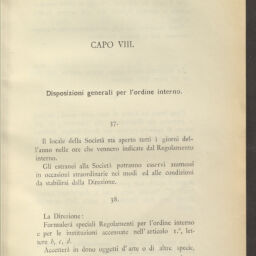 CAPO VIII.
Disposizioni generali per l'ordine interno.
37.
Il locale della Società sta aperto tutti i giorni del-
l'anno nelle ore che vennero indicate dal Regolamento
interno.
Gli estranei alla Società potranno esservi ammessi
in occasioni straordinarie nei modi ed alle condizioni
da stabilirsi dalla Direzione.
38.
La Direzione:
Formalerà speciali Regolamenti per l'ordine interno
e per le instituzioni accennate nell'articolo 1.º, let-
tere b, c, d.
Accetterà in dono oggetti d'arte o di altre specie,